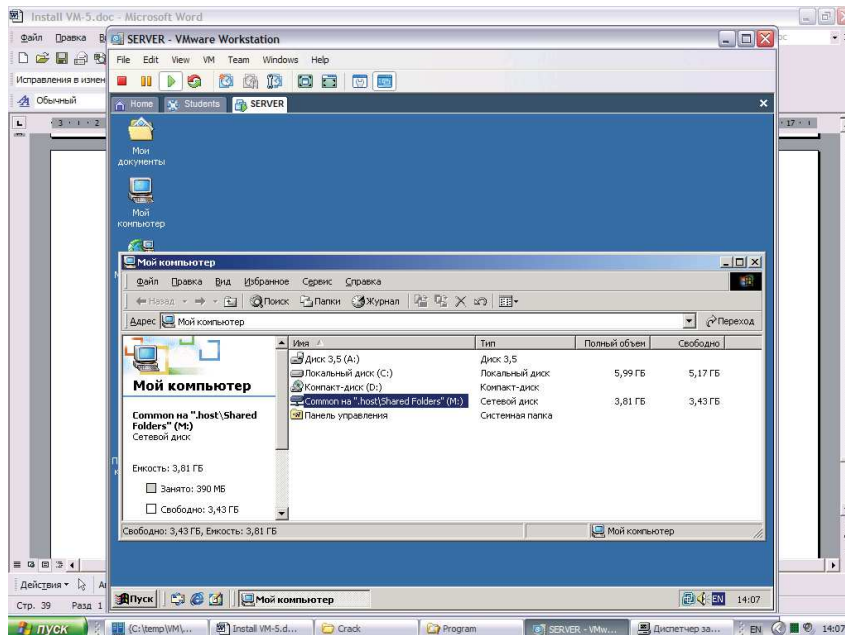 Install VM-5.doc - Microsoft Word
Файл Правка
SERVER - VMware Workstation
File Edit View VM Team Windows Help
Исправления в измен
Обычный
Home Students SERVER
3 2
17
Мои
документы
Мой
компьютер
Мой компьютер
Файл Правка Вид Избранное Сервис Справка
Назад Поиск Папки Журнал
Адрес Мой компьютер Переход
Имя Тип Полный объем Свободно
Диск 3,5 (A:) Диск 3,5
Локальный диск (C:) Локальный диск 5,99 ГБ 5,17 ГБ
Компакт-диск (D:) Компакт-диск
Common на ".host\Shared Folders" (M:) Сетевой диск 3,81 ГБ 3,43 ГБ
Панель управления Системная папка
Мой компьютер
Common на ".host\Shared
Folders" (M:)
Сетевой диск
Емкость: 3,81 ГБ
Занято: 390 МБ
Свободно: 3,43 ГБ
Свободно: 3,43 ГБ, Емкость: 3,81 ГБ Мой компьютер
Действия
Пуск Мой компьютер EN 14:07
Стр. 39 Разд 1
пуск {C:\temp\VM\... Install VM-5.d... Crack Program SERVER - VMw... Диспетчер за... EN 14:07